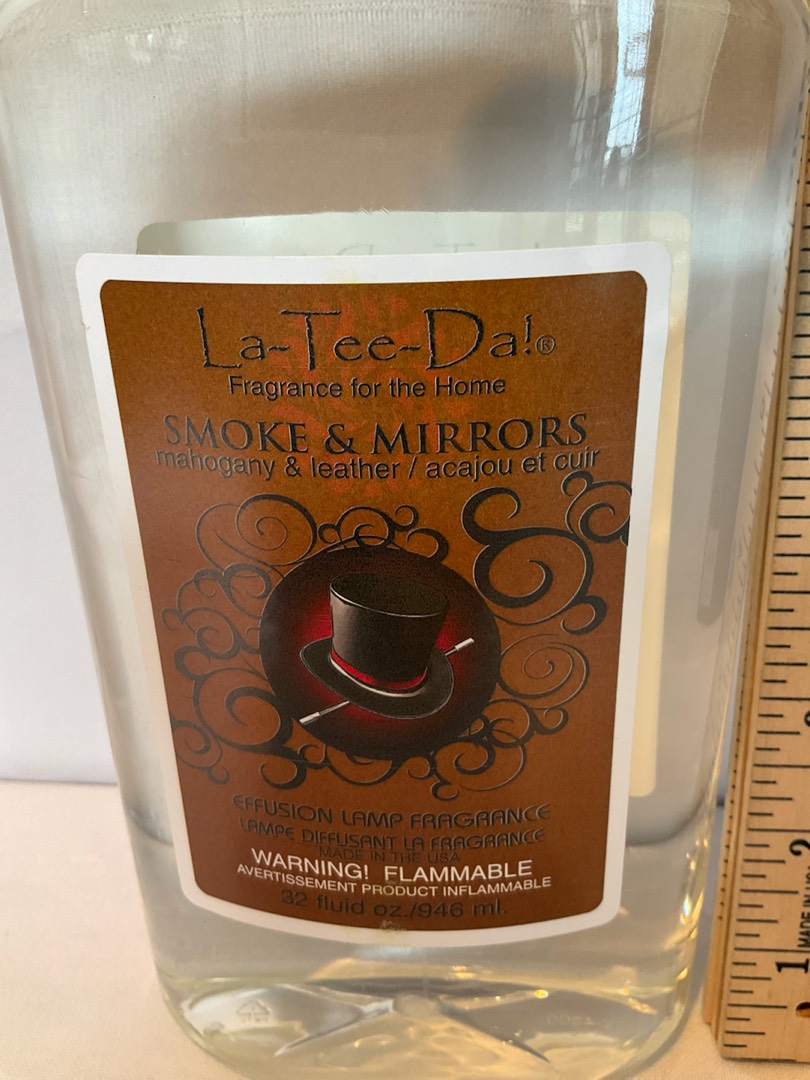 La-Tee-Da!®
Fragrance for the Home
SMOKE & MIRRORS
mahogany & leather / acajou et cuir
EFFUSION LAMP FRAGRANCE
LAMPE DIFFUSANT LA FRAGRANCE
MADE IN THE USA
WARNING! FLAMMABLE
AVERTISSEMENT PRODUCT INFLAMMABLE
32 fluid oz./946 ml.
2
1
MADE IN U.S.A.